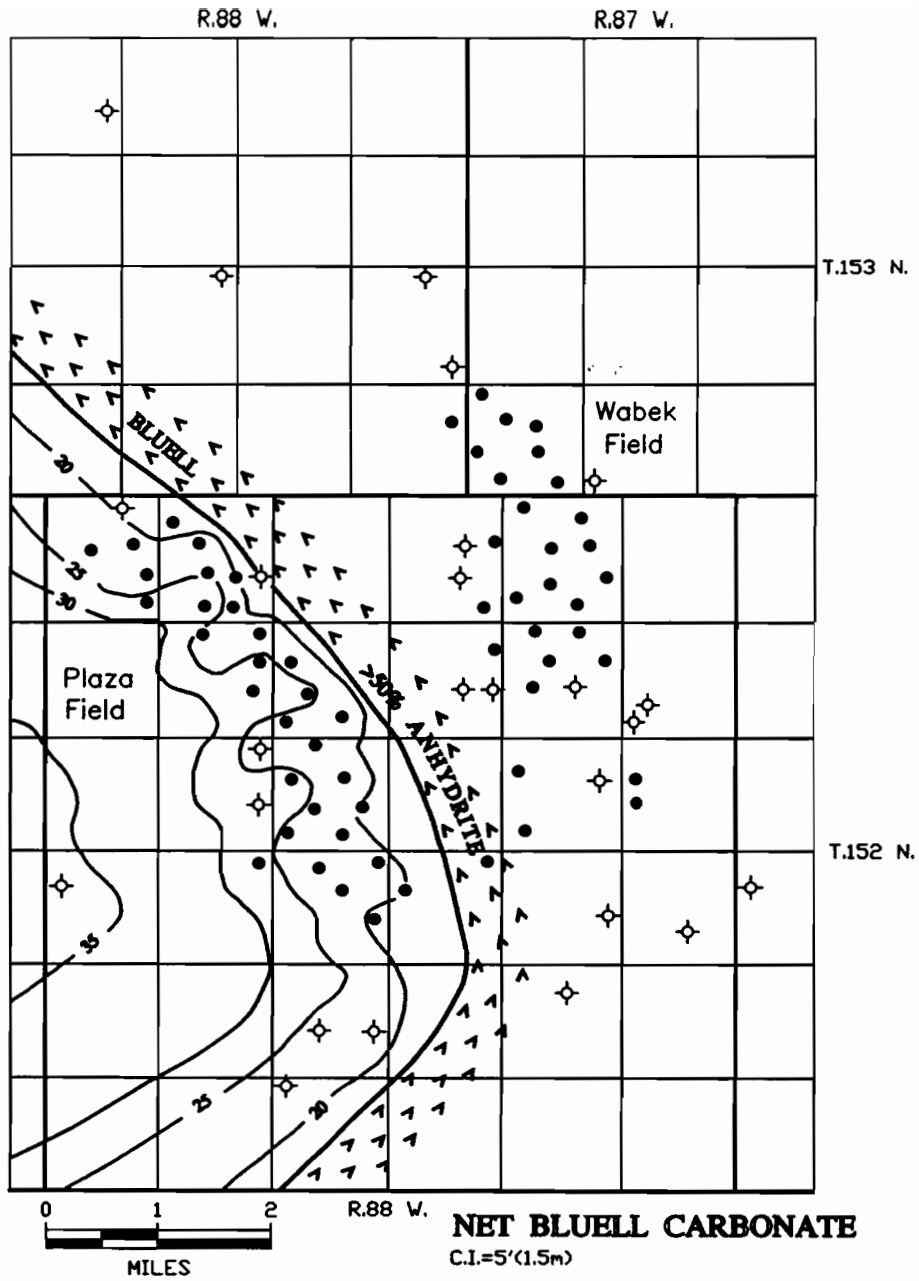 R.88 W.
R.87 W.
T.153 N.
Wabek
Field
BLUELL
20
25
30
Plaza
Field
>50% ANHYDRITE
T.152 N.
35
25
20
0 1 2
MILES
R.88 W.
NET BLUELL CARBONATE
C.I.=5'(1.5m)